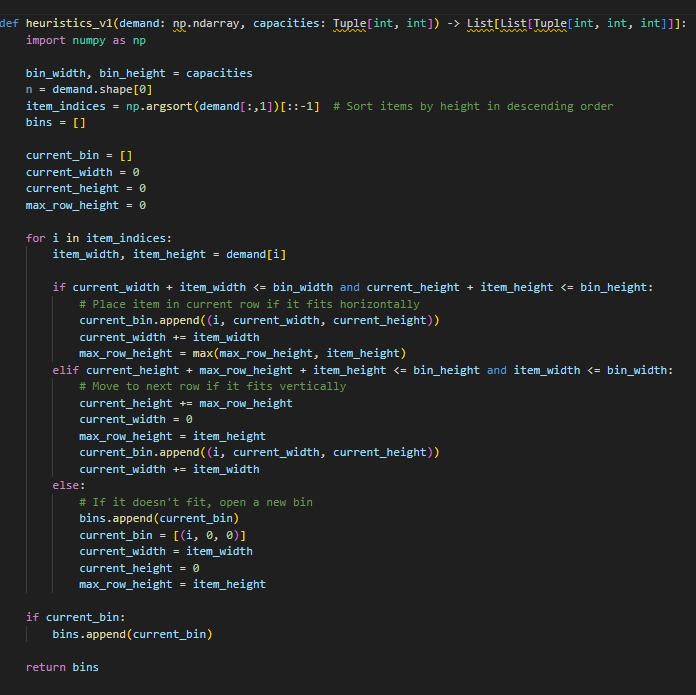 def heuristics_v1(demand: np.ndarray, capacities: Tuple[int, int]) -> List[List[Tuple[int, int, int]]]:
    import numpy as np

    bin_width, bin_height = capacities
    n = demand.shape[0]
    item_indices = np.argsort(demand[:,1])[::-1]  # Sort items by height in descending order
    bins = []

    current_bin = []
    current_width = 0
    current_height = 0
    max_row_height = 0

    for i in item_indices:
        item_width, item_height = demand[i]

        if current_width + item_width <= bin_width and current_height + item_height <= bin_height:
            # Place item in current row if it fits horizontally
            current_bin.append((i, current_width, current_height))
            current_width += item_width
            max_row_height = max(max_row_height, item_height)
        elif current_height + max_row_height + item_height <= bin_height and item_width <= bin_width:
            # Move to next row if it fits vertically
            current_height += max_row_height
            current_width = 0
            max_row_height = item_height
            current_bin.append((i, current_width, current_height))
            current_width += item_width
        else:
            # If it doesn't fit, open a new bin
            bins.append(current_bin)
            current_bin = [(i, 0, 0)]
            current_width = item_width
            current_height = 0
            max_row_height = item_height

    if current_bin:
        bins.append(current_bin)

    return bins